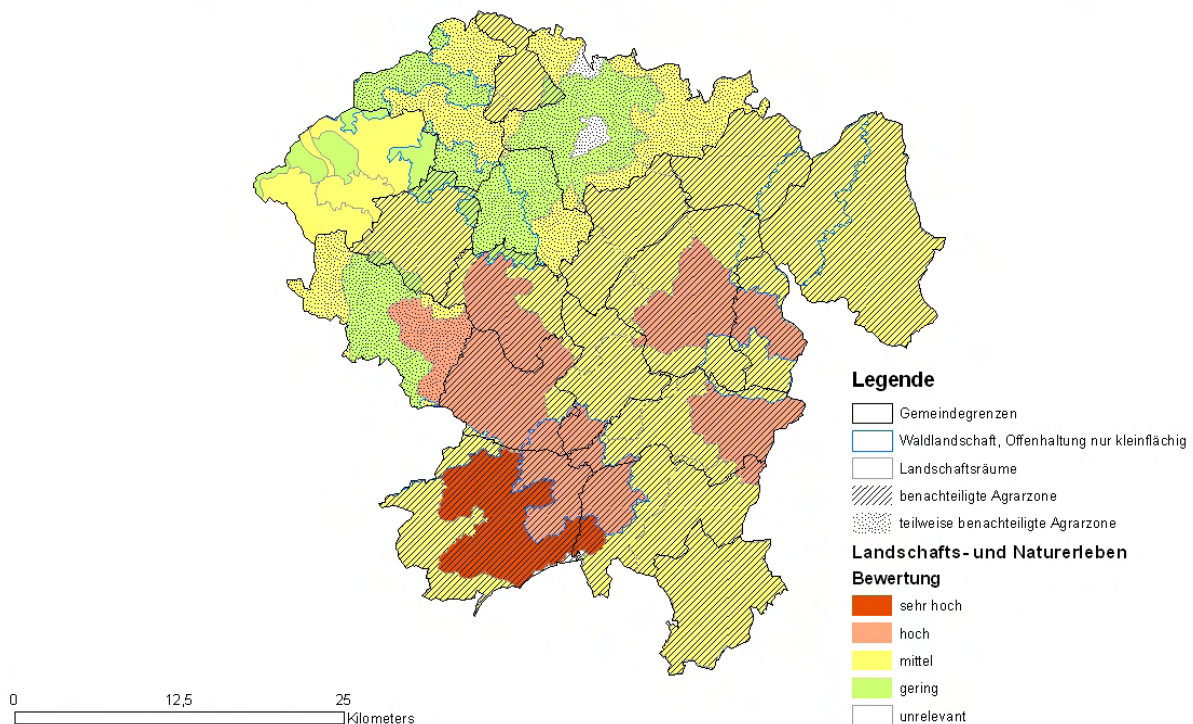 Legende
Gemeindegrenzen
Waldlandschaft, Offenhaltung nur kleinflächig
Landschaftsräume
benachteiligte Agrarzone
teilweise benachteiligte Agrarzone
Landschafts- und Naturerleben
Bewertung
sehr hoch
hoch
mittel
gering
unrelevant
0 12,5 25
Kilometers